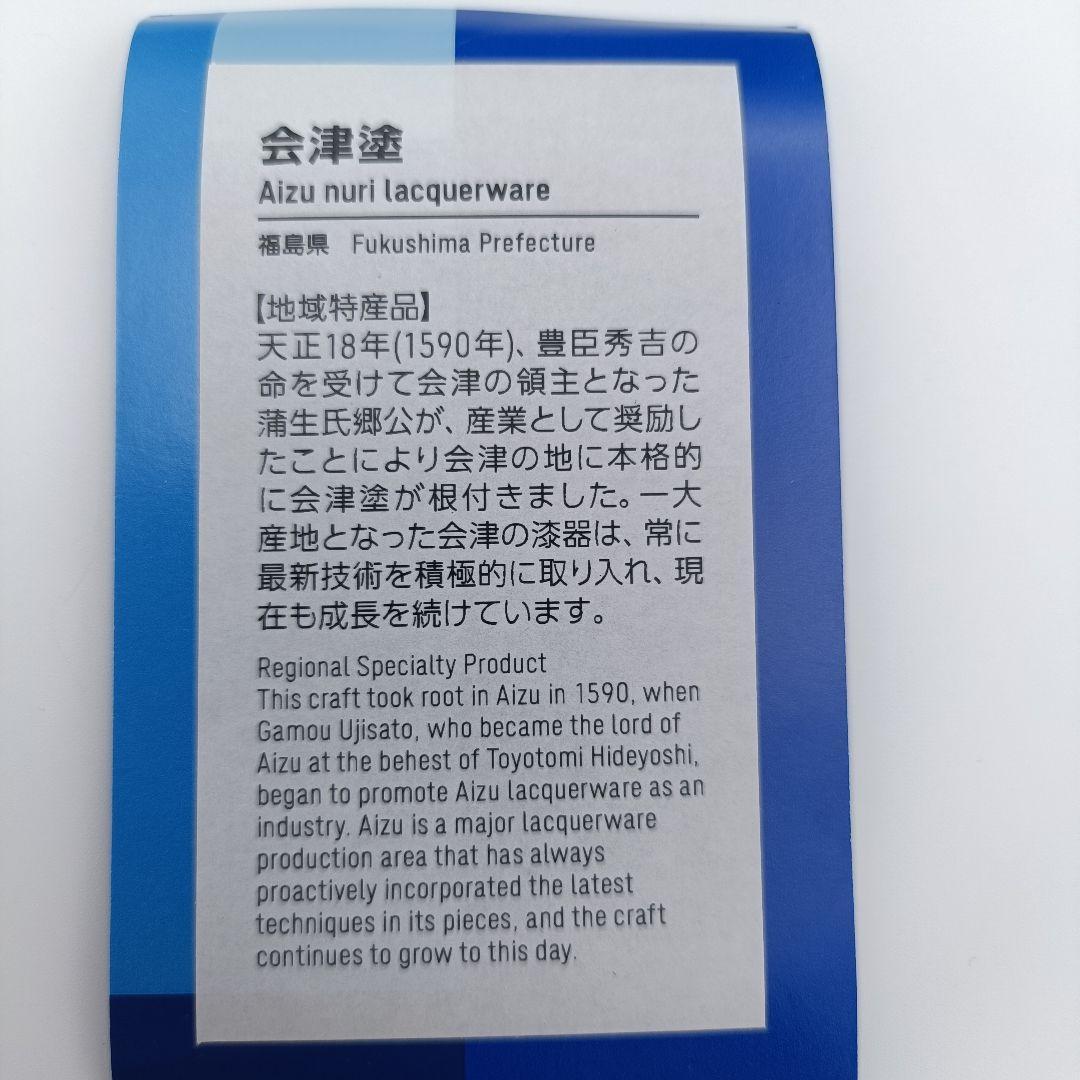 会津塗
Aizu nuri lacquerware
福島県 Fukushima Prefecture
【地域特産品】
天正18年(1590年)、豊臣秀吉の
命を受けて会津の領主となった
蒲生氏郷公が、産業として奨励し
たことにより会津の地に本格的
に会津塗が根付きました。一大
産地となった会津の漆器は、常に
最新技術を積極的に取り入れ、現
在も成長を続けています。
Regional Specialty Product
This craft took root in Aizu in 1590, when
Gamou Ujisato, who became the lord of
Aizu at the behest of Toyotomi Hideyoshi,
began to promote Aizu lacquerware as an
industry. Aizu is a major lacquerware
production area that has always
proactively incorporated the latest
techniques in its pieces, and the craft
continues to grow to this day.